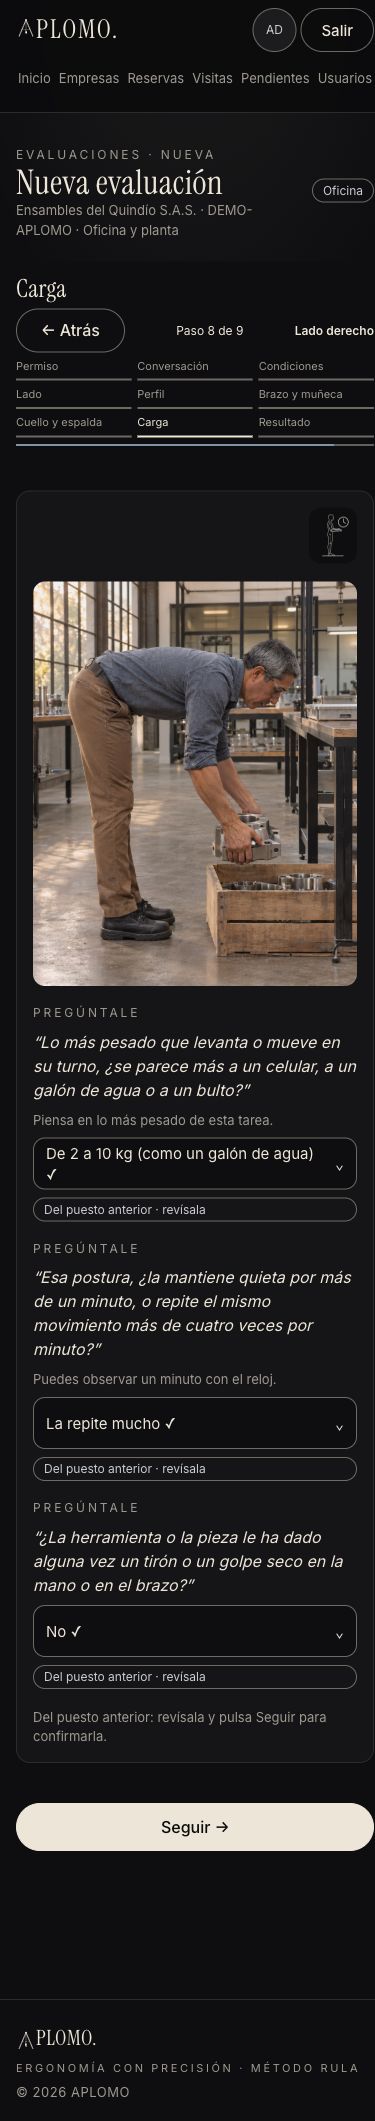 APLOMO.
AD
Salir
Inicio Empresas Reservas Visitas Pendientes Usuarios
EVALUACIONES · NUEVA
Nueva evaluación
Ensambles del Quindío S.A.S. · DEMO-
APLOMO · Oficina y planta
Oficina
Carga
← Atrás
Paso 8 de 9
Lado derecho
Permiso Conversación Condiciones
Lado Perfil Brazo y muñeca
Cuello y espalda Carga Resultado
PREGÚNTALE
“Lo más pesado que levanta o mueve en
su turno, ¿se parece más a un celular, a un
galón de agua o a un bulto?”
Piensa en lo más pesado de esta tarea.
De 2 a 10 kg (como un galón de agua)
✓
Del puesto anterior · revísala
PREGÚNTALE
“Esa postura, ¿la mantiene quieta por más
de un minuto, o repite el mismo
movimiento más de cuatro veces por
minuto?”
Puedes observar un minuto con el reloj.
La repite mucho ✓
Del puesto anterior · revísala
PREGÚNTALE
“¿La herramienta o la pieza le ha dado
alguna vez un tirón o un golpe seco en la
mano o en el brazo?”
No ✓
Del puesto anterior · revísala
Del puesto anterior: revísala y pulsa Seguir para
confirmarla.
Seguir →
APLOMO.
ERGONOMÍA CON PRECISIÓN · MÉTODO RULA
© 2026 APLOMO